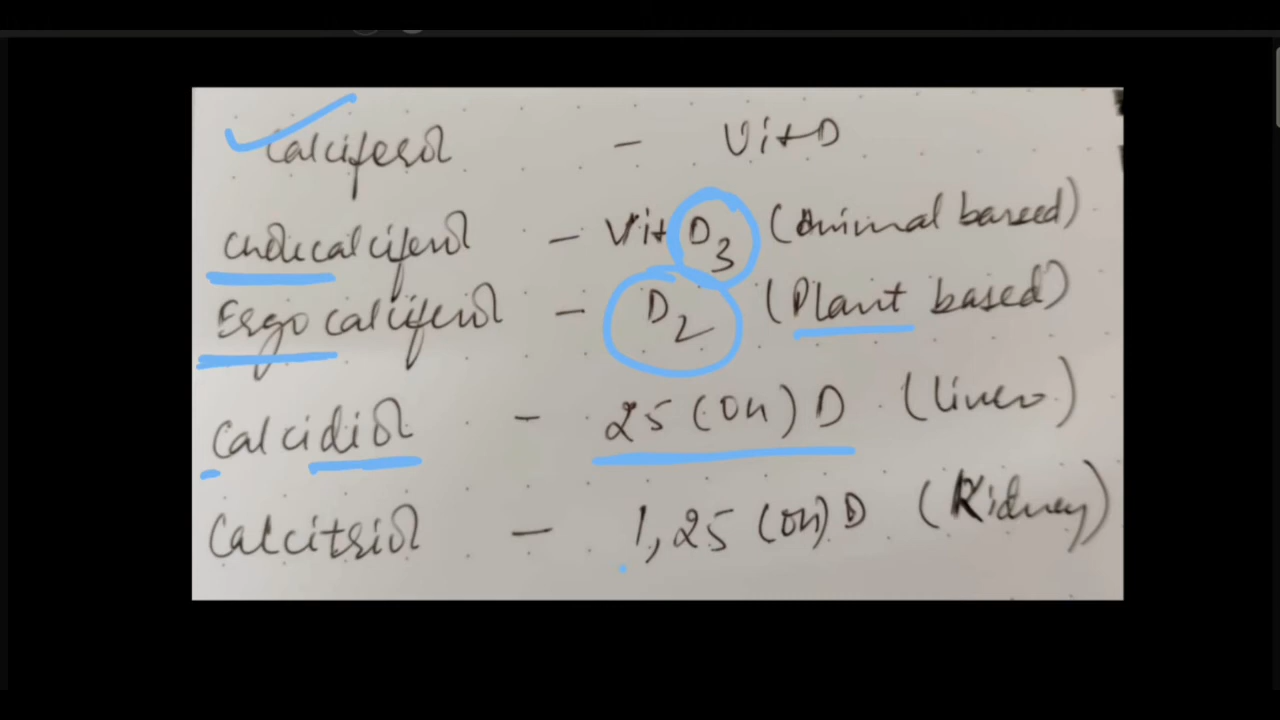 Calciferol - Vit D
Cholecalciferol - Vit D3 (Animal baseed)
Ergocalciferol - D2 (Plant based)
Calcidiol - 25 (OH) D (liver)
Calcitriol - 1,25 (OH) D (Kidney)